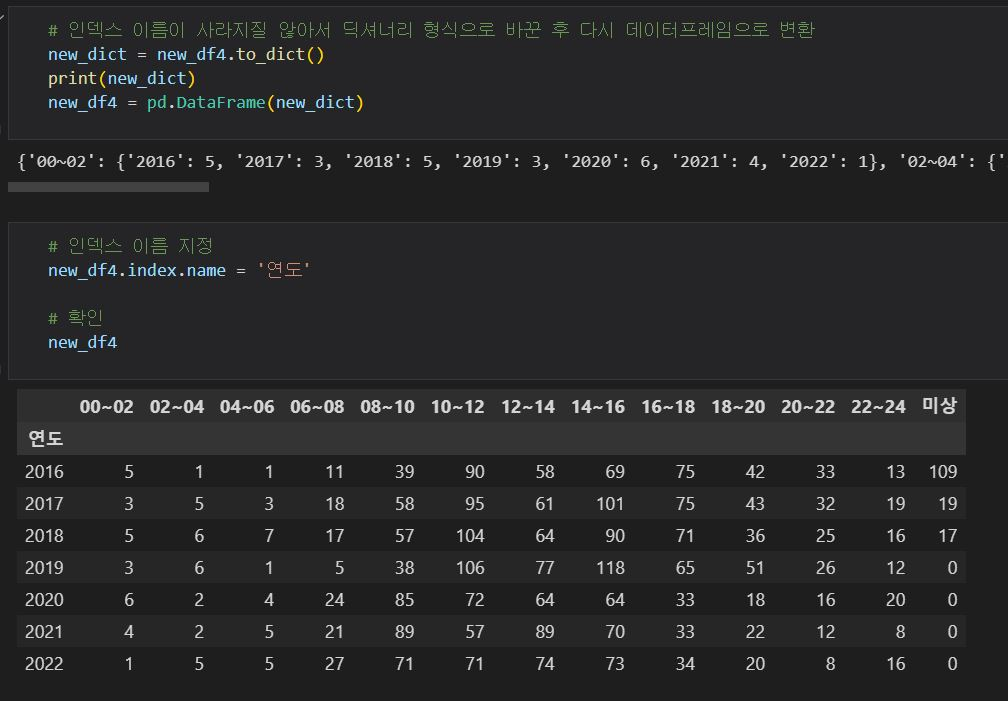 # 인덱스 이름이 사라지질 않아서 딕셔너리 형식으로 바꾼 후 다시 데이터프레임으로 변환
new_dict = new_df4.to_dict()
print(new_dict)
new_df4 = pd.DataFrame(new_dict)
{'00~02': {'2016': 5, '2017': 3, '2018': 5, '2019': 3, '2020': 6, '2021': 4, '2022': 1}, '02~04': {'
# 인덱스 이름 지정
new_df4.index.name = '연도'
# 확인
new_df4
00~02 02~04 04~06 06~08 08~10 10~12 12~14 14~16 16~18 18~20 20~22 22~24 미상
연도
2016 5 1 1 11 39 90 58 69 75 42 33 13 109
2017 3 5 3 18 58 95 61 101 75 43 32 19 19
2018 5 6 7 17 57 104 64 90 71 36 25 16 17
2019 3 6 1 5 38 106 77 118 65 51 26 12 0
2020 6 2 4 24 85 72 64 64 33 18 16 20 0
2021 4 2 5 21 89 57 89 70 33 22 12 8 0
2022 1 5 5 27 71 71 74 73 34 20 8 16 0